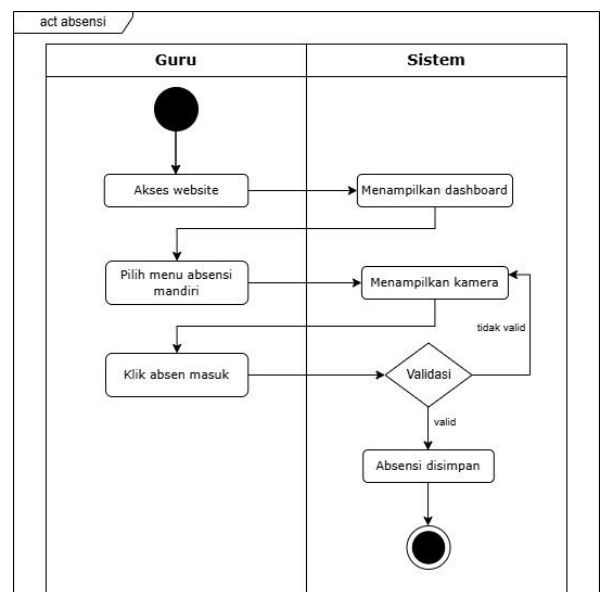 act absensi
Guru
Sistem
Akses website
Menampilkan dashboard
Pilih menu absensi
mandiri
Menampilkan kamera
tidak valid
Klik absen masuk
Validasi
valid
Absensi disimpan